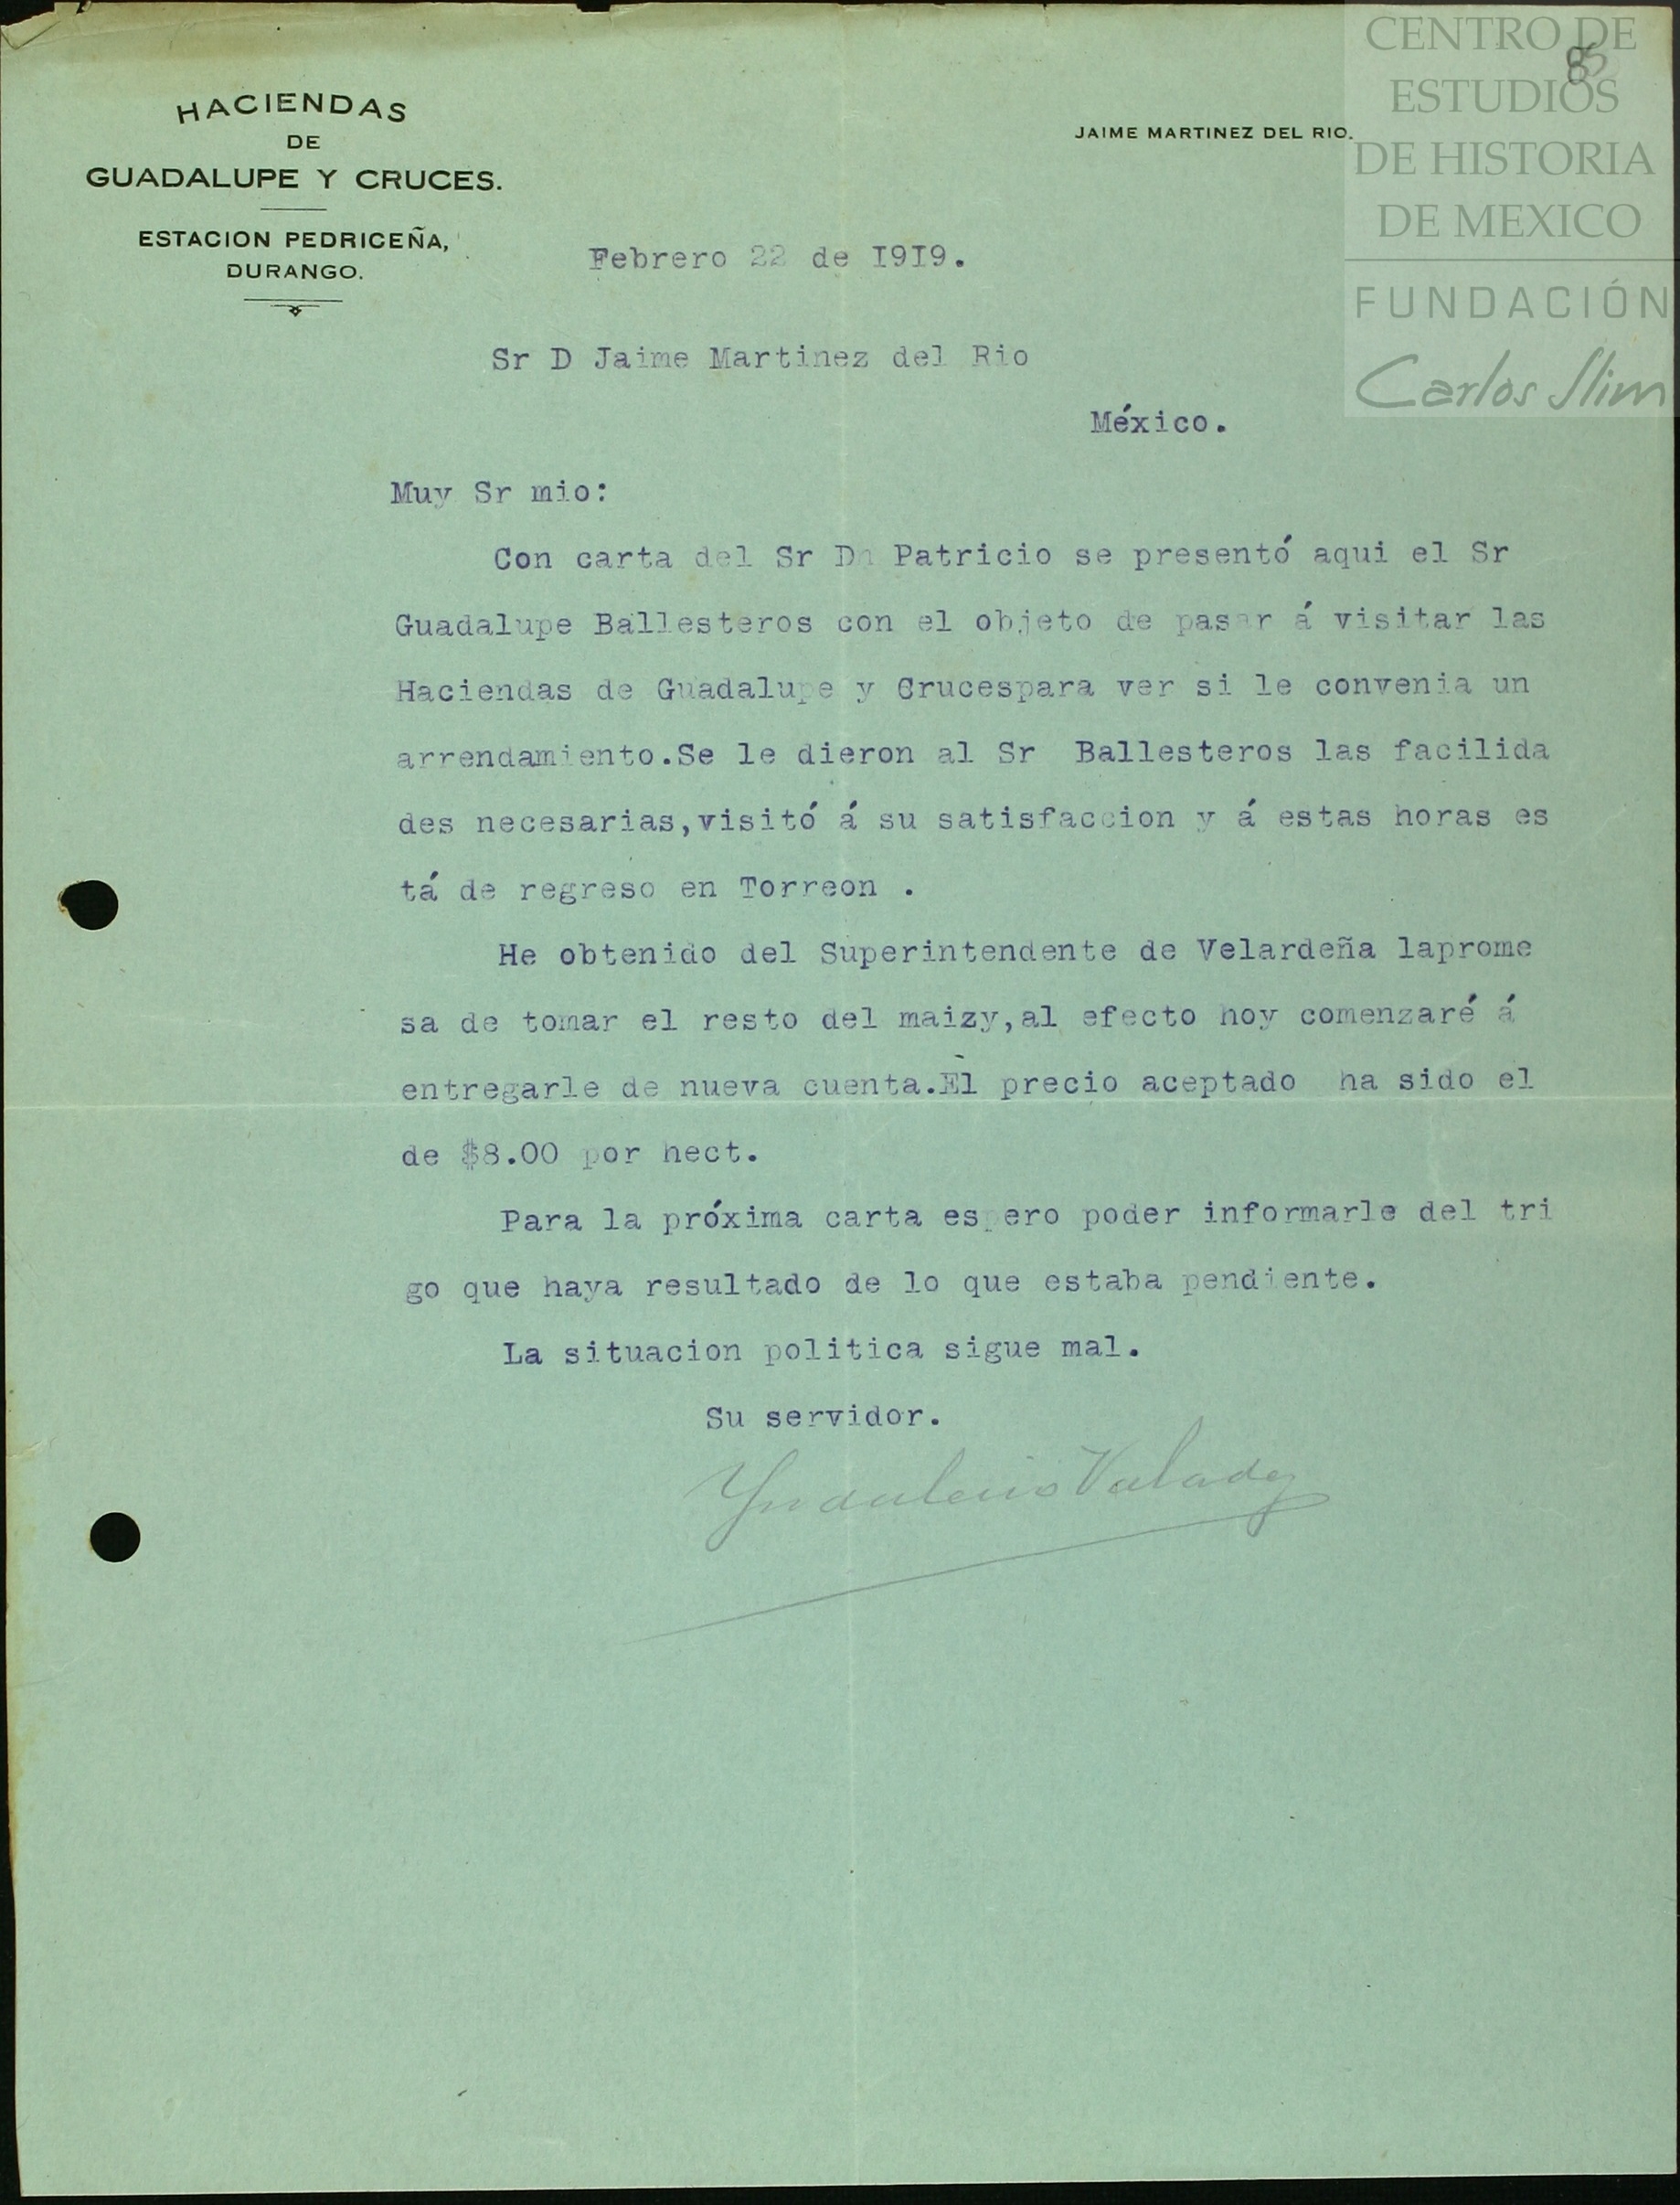 CENTRO DE
ESTUDIOS
DE HISTORIA
DE MEXICO
FUNDACIÓN
Carlos Slim
85
HACIENDAS
DE
GUADALUPE Y CRUCES.
ESTACION PEDRICEÑA,
DURANGO.
JAIME MARTINEZ DEL RIO.
Febrero 22 de I9I9.
Sr D Jaime Martinez del Rio
México.
Muy Sr mio:
Con carta del Sr Dn Patricio se presentó aqui el Sr
Guadalupe Ballesteros con el objeto de pasar á visitar las
Haciendas de Guadalupe y Crucespara ver si le convenia un
arrendamiento.Se le dieron al Sr Ballesteros las facilida
des necesarias,visitó á su satisfaccion y á estas horas es
tá de regreso en Torreon .
He obtenido del Superintendente de Velardeña laprome
sa de tomar el resto del maizy,al efecto hoy comenzaré á
entregarle de nueva cuenta.El precio aceptado ha sido el
de $8.00 por hect.
Para la próxima carta espero poder informarle del tri
go que haya resultado de lo que estaba pendiente.
La situacion politica sigue mal.
Su servidor.
Yndalecio Valadez